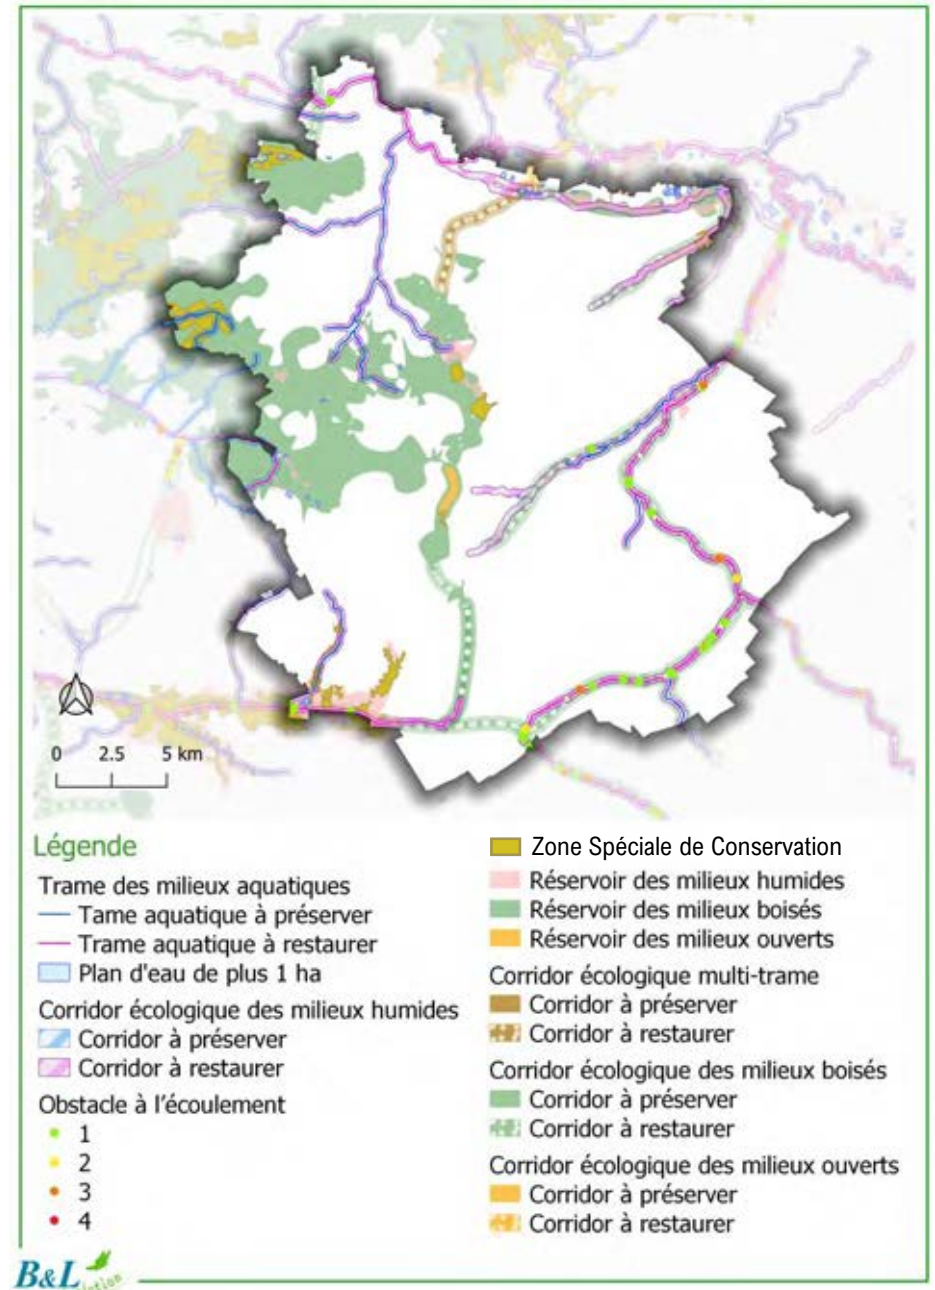 0 2.5 5 km
Légende
Trame des milieux aquatiques
Tame aquatique à préserver
Trame aquatique à restaurer
Plan d'eau de plus 1 ha
Corridor écologique des milieux humides
Corridor à préserver
Corridor à restaurer
Obstacle à l'écoulement
1
2
3
4
Zone Spéciale de Conservation
Réservoir des milieux humides
Réservoir des milieux boisés
Réservoir des milieux ouverts
Corridor écologique multi-trame
Corridor à préserver
Corridor à restaurer
Corridor écologique des milieux boisés
Corridor à préserver
Corridor à restaurer
Corridor écologique des milieux ouverts
Corridor à préserver
Corridor à restaurer
B&L